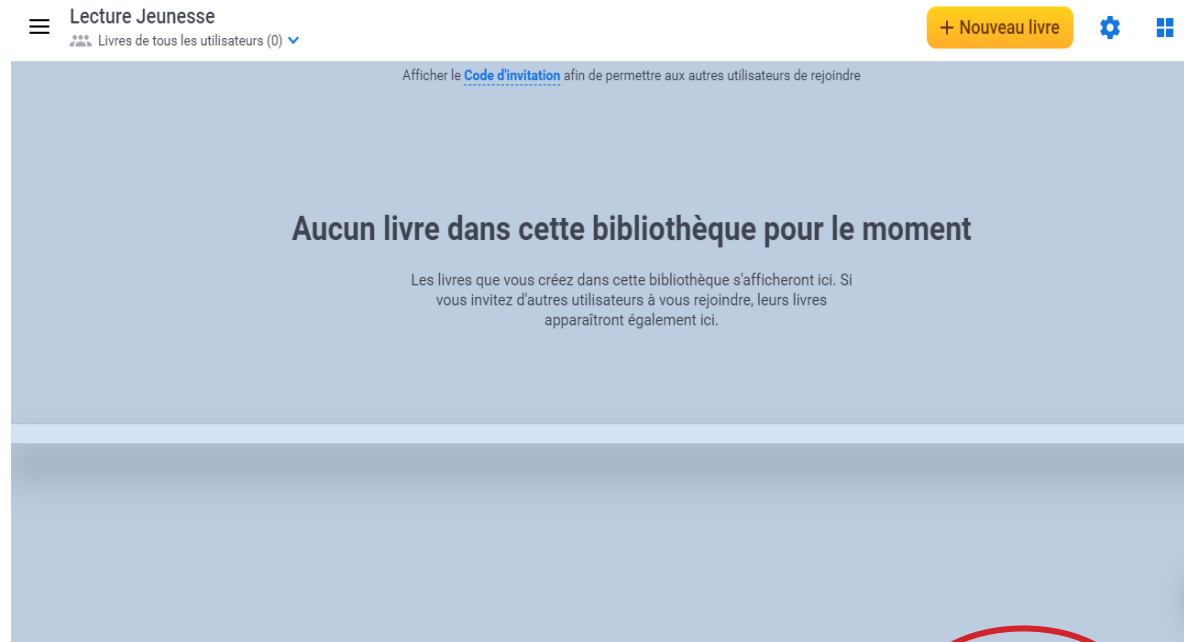 Lecture Jeunesse
Livres de tous les utilisateurs (0)
+ Nouveau livre
Afficher le Code d'invitation afin de permettre aux autres utilisateurs de rejoindre
Aucun livre dans cette bibliothèque pour le moment
Les livres que vous créez dans cette bibliothèque s'afficheront ici. Si
vous invitez d'autres utilisateurs à vous rejoindre, leurs livres
apparaîtront également ici.